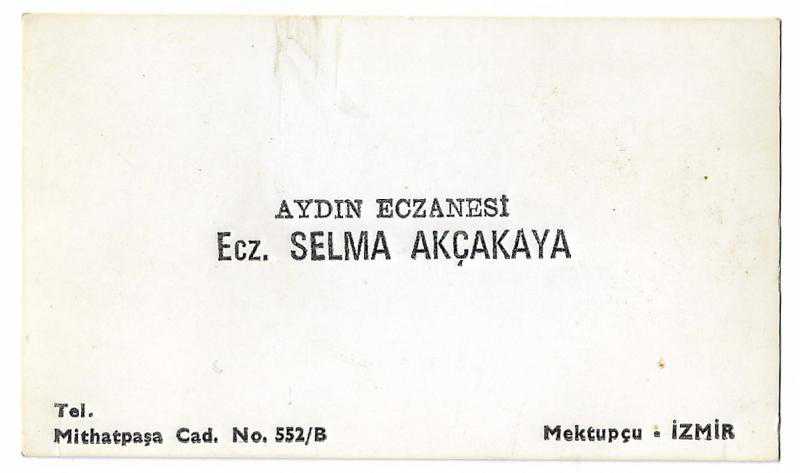 AYDIN ECZANESİ
Ecz. SELMA AKÇAKAYA
Tel.
Mithatpaşa Cad. No. 552/B
Mektupçu - İZMİR